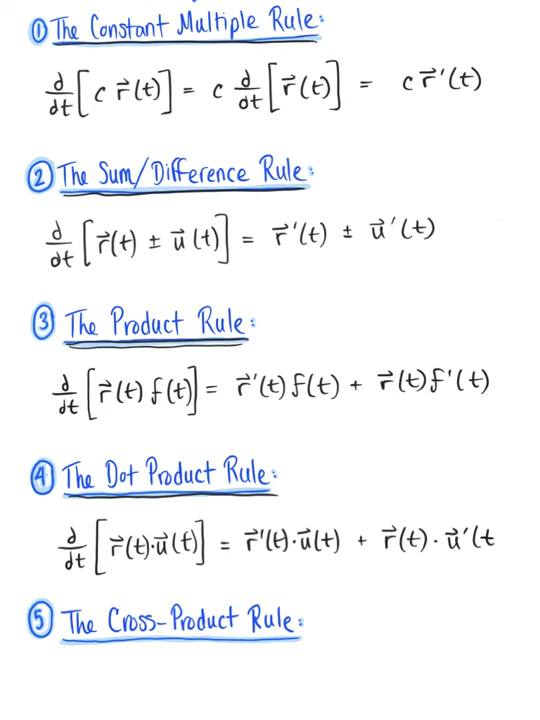 ① The Constant Multiple Rule:
d/dt [c r⃗(t)] = c d/dt [r⃗(t)] = c r⃗'(t)
② The Sum/Difference Rule:
d/dt [r⃗(t) ± u⃗(t)] = r⃗'(t) ± u⃗'(t)
③ The Product Rule:
d/dt [r⃗(t) f(t)] = r⃗'(t) f(t) + r⃗(t) f'(t)
④ The Dot Product Rule:
d/dt [r⃗(t)·u⃗(t)] = r⃗'(t)·u⃗(t) + r⃗(t)·u⃗'(t
⑤ The Cross-Product Rule: